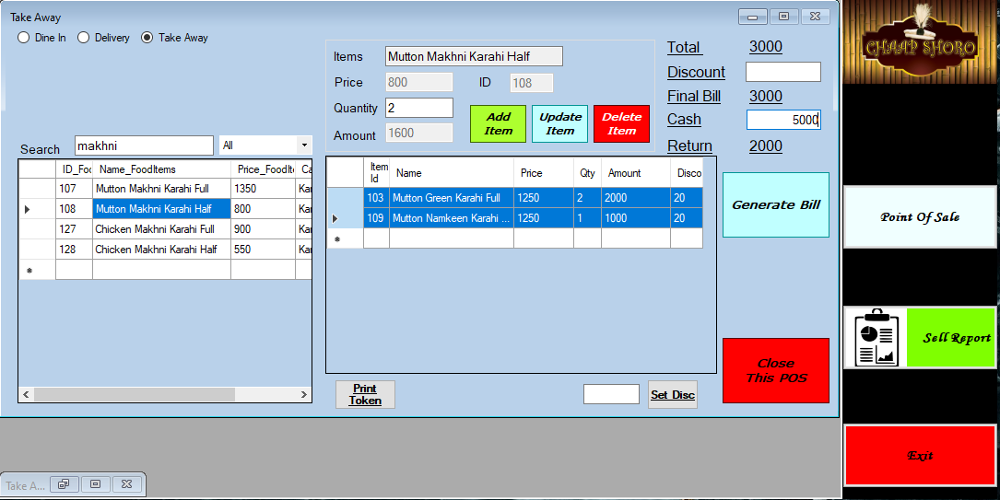 Take Away
Dine In
Delivery
Take Away
Search
makhni
All
ID_Foo
Name_FoodItems
Price_FoodIt
Ca
107 Mutton Makhni Karahi Full 1350 Kar
108 Mutton Makhni Karahi Half 800 Kar
127 Chicken Makhni Karahi Full 900 Kar
128 Chicken Makhni Karahi Half 550 Kar
Items Mutton Makhni Karahi Half
Price 800 ID 108
Quantity 2
Amount 1600
Add
Item
Update
Item
Delete
Item
Item
Id
Name Price Qty Amount Disco
103 Mutton Green Karahi Full 1250 2 2000 20
109 Mutton Namkeen Karahi ... 1250 1 1000 20
Print
Token
Set Disc
Total 3000
Discount
Final Bill 3000
Cash 5000
Return 2000
Generate Bill
Close
This POS
CHAAP SHORO
Point Of Sale
Sell Report
Exit
Take A...